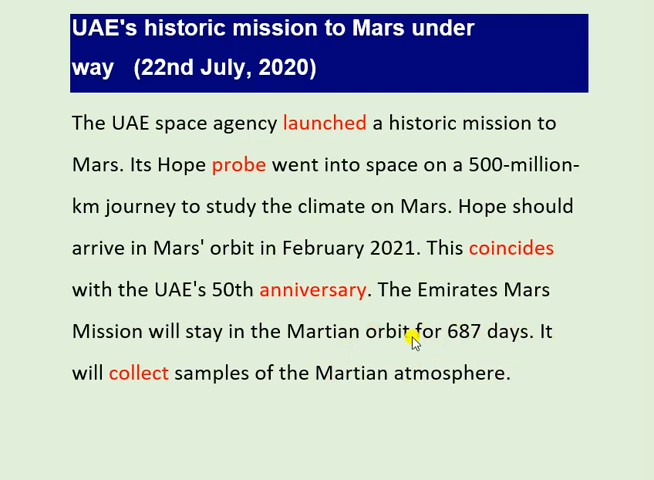 UAE's historic mission to Mars under
way (22nd July, 2020)
The UAE space agency launched a historic mission to
Mars. Its Hope probe went into space on a 500-million-
km journey to study the climate on Mars. Hope should
arrive in Mars' orbit in February 2021. This coincides
with the UAE's 50th anniversary. The Emirates Mars
Mission will stay in the Martian orbit for 687 days. It
will collect samples of the Martian atmosphere.